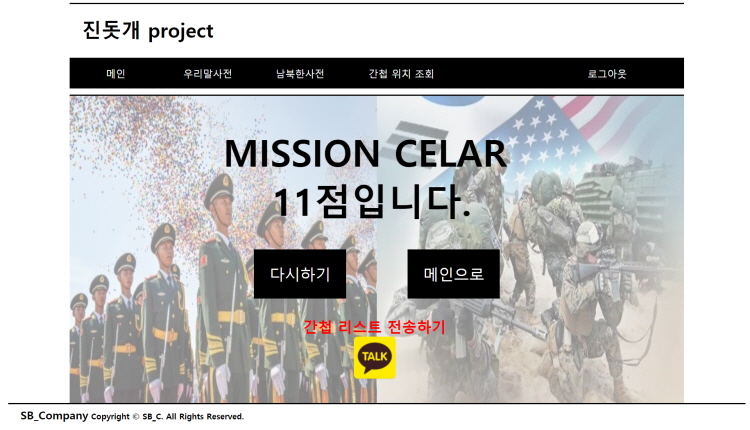 진돗개 project
메인 우리말사전 남북한사전 간첩 위치 조회 로그아웃
MISSION CELAR
11점입니다.
다시하기 메인으로
간첩 리스트 전송하기
TALK
SB_Company Copyright © SB_C. All Rights Reserved.